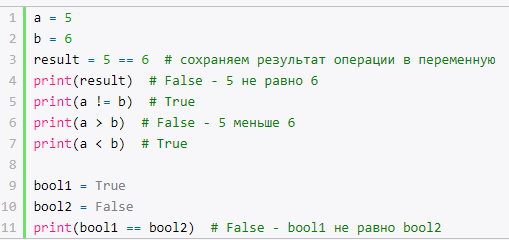 1 a = 5
2 b = 6
3 result = 5 == 6  # сохраняем результат операции в переменную
4 print(result)  # False - 5 не равно 6
5 print(a != b)  # True
6 print(a > b)  # False - 5 меньше 6
7 print(a < b)  # True
8
9 bool1 = True
10 bool2 = False
11 print(bool1 == bool2)  # False - bool1 не равно bool2